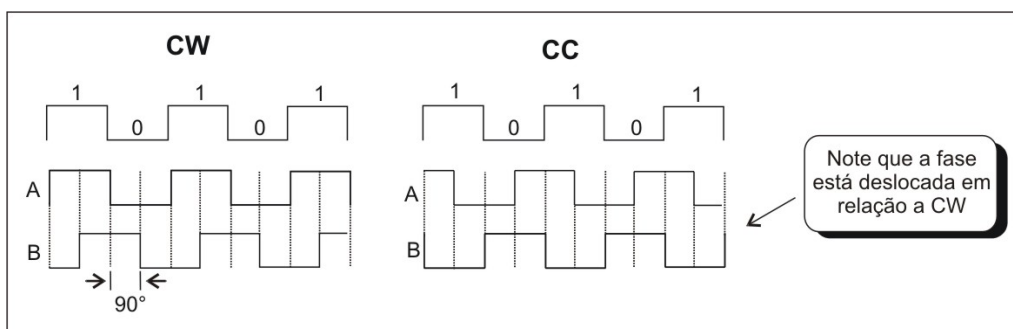 CW
1 1 1
0 0
A
B
90°
CC
1 1 1
0 0
A
B
Note que a fase
está deslocada em
relação a CW